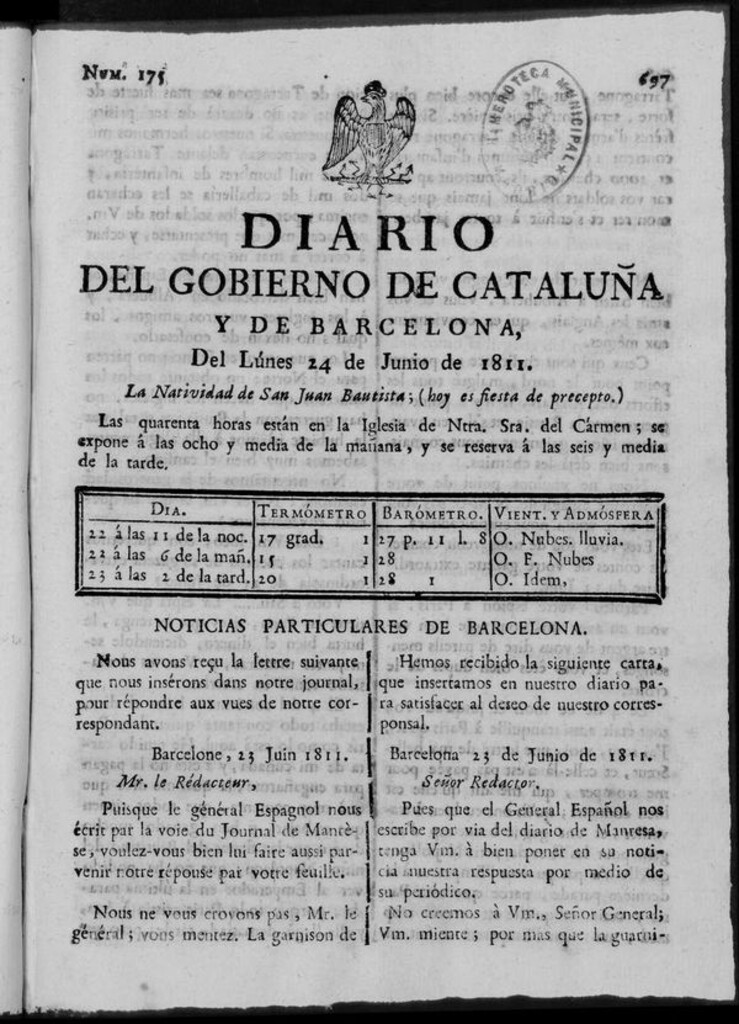 NUM. 175
697
HEMEROTECA MUNICIPAL
DIARIO
DEL GOBIERNO DE CATALUÑA
Y DE BARCELONA,
Del Lúnes 24 de Junio de 1811.
La Natividad de San Juan Bautista; (hoy es fiesta de precepto.)
Las quarenta horas están en la Iglesia de Ntra. Sra. del Cármen; se
expone á las ocho y media de la mañana, y se reserva á las seis y media
de la tarde.
DIA. TERMÓMETRO BARÓMETRO. VIENT. Y ADMÓSFERA
22 á las 11 de la noc. 17 grad. 1 27 p. 11 l. 8 O. Nubes. lluvia.
22 á las 6 de la mañ. 15 1 28 O. F. Nubes
23 á las 2 de la tard. 20 1 28 1 O. Idem,
NOTICIAS PARTICULARES DE BARCELONA.
Nous avons reçu la lettre suivante
que nous insérons dans notre journal,
pour répondre aux vues de notre cor-
respondant.
Barcelone, 23 Juin 1811.
Mr. le Rédacteur,
Puisque le général Espagnol nous
écrit par la voie du Journal de Manrè-
se, voulez-vous bien lui faire aussi par-
venir nôtre réponse par votre feuille.
Nous ne vous croyons pas, Mr. le
général; vous mentez. La garnison de
Hemos recibido la siguiente carta,
que insertamos en nuestro diario pa-
ra satisfacer al deseo de nuestro corres-
ponsal.
Barcelona 23 de Junio de 1811.
Señor Redactor.
Pues que el General Español nos
escribe por via del diario de Manresa,
tenga Vm. à bien poner en su noti-
cia nuestra respuesta por medio de
su periódico.
No creemos à Vm., Señor General;
Vm. miente; por mas que la guarni-